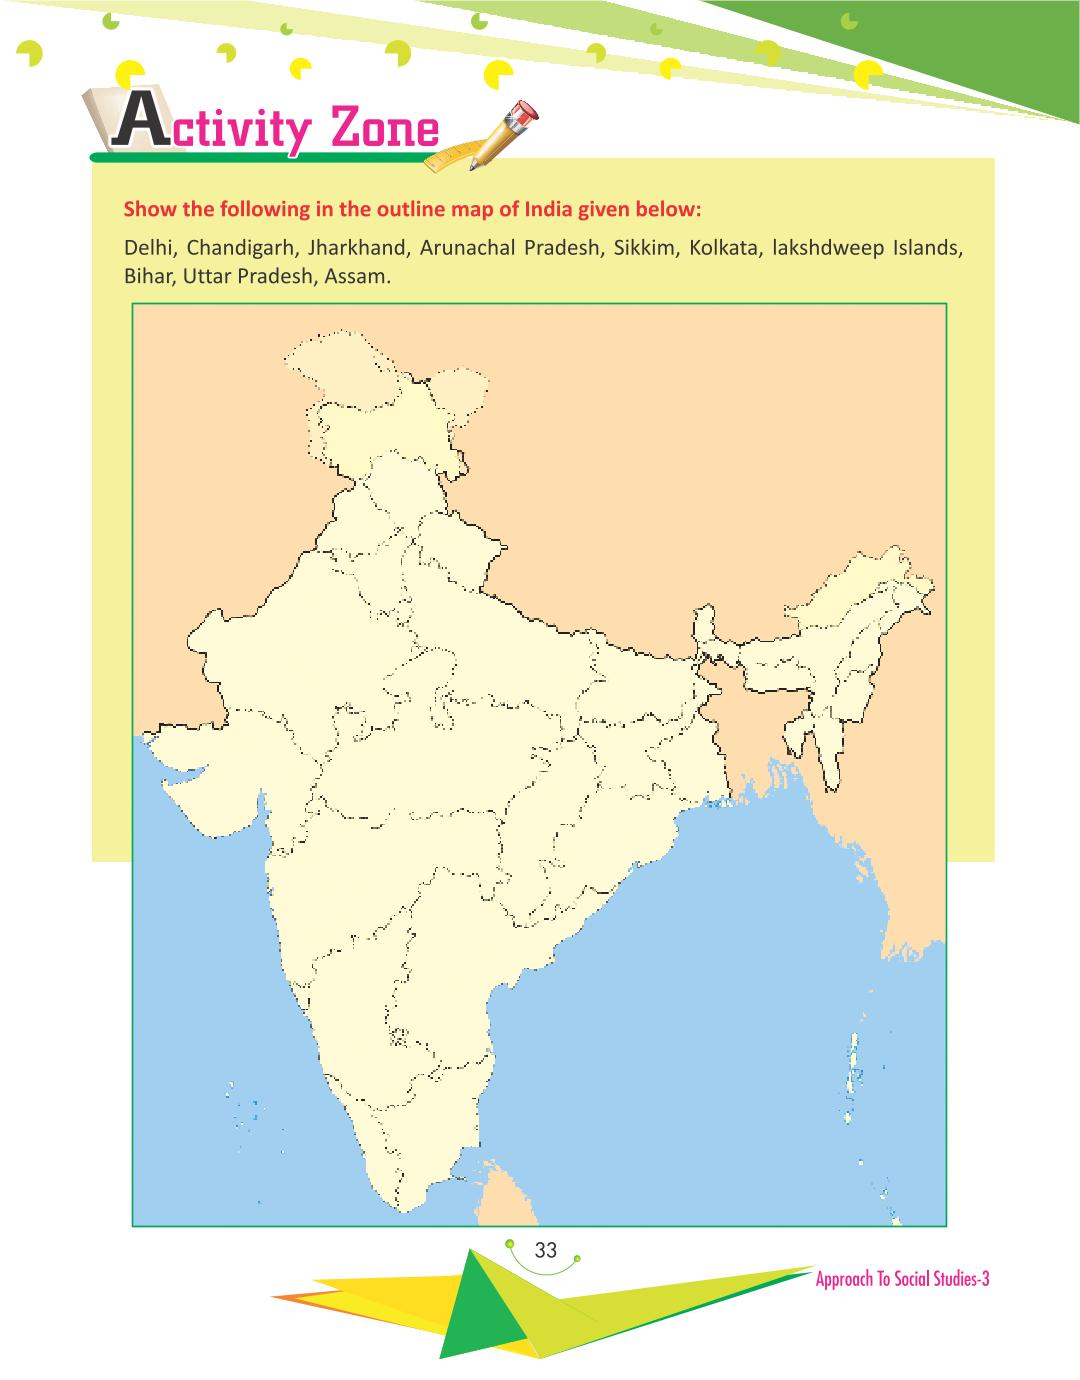 Activity Zone
Show the following in the outline map of India given below:
Delhi, Chandigarh, Jharkhand, Arunachal Pradesh, Sikkim, Kolkata, lakshdweep Islands,
Bihar, Uttar Pradesh, Assam.
33
Approach To Social Studies-3